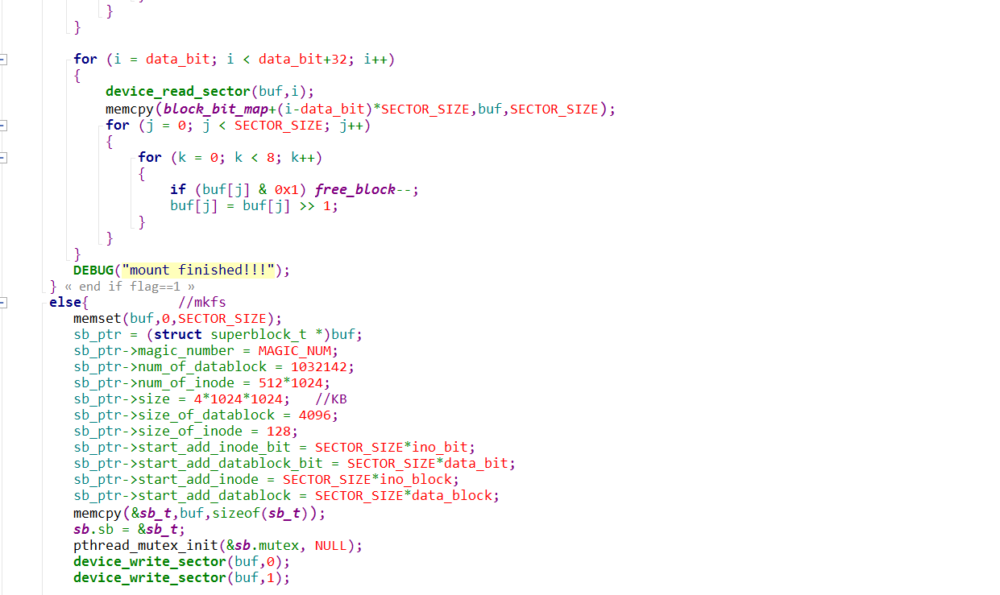 }
}
for (i = data_bit; i < data_bit+32; i++)
{
device_read_sector(buf,i);
memcpy(block_bit_map+(i-data_bit)*SECTOR_SIZE,buf,SECTOR_SIZE);
for (j = 0; j < SECTOR_SIZE; j++)
{
for (k = 0; k < 8; k++)
{
if (buf[j] & 0x1) free_block--;
buf[j] = buf[j] >> 1;
}
}
}
DEBUG("mount finished!!!");
} « end if flag==1 »
else{ //mkfs
memset(buf,0,SECTOR_SIZE);
sb_ptr = (struct superblock_t *)buf;
sb_ptr->magic_number = MAGIC_NUM;
sb_ptr->num_of_datablock = 1032142;
sb_ptr->num_of_inode = 512*1024;
sb_ptr->size = 4*1024*1024; //KB
sb_ptr->size_of_datablock = 4096;
sb_ptr->size_of_inode = 128;
sb_ptr->start_add_inode_bit = SECTOR_SIZE*ino_bit;
sb_ptr->start_add_datablock_bit = SECTOR_SIZE*data_bit;
sb_ptr->start_add_inode = SECTOR_SIZE*ino_block;
sb_ptr->start_add_datablock = SECTOR_SIZE*data_block;
memcpy(&sb_t,buf,sizeof(sb_t));
sb.sb = &sb_t;
pthread_mutex_init(&sb.mutex, NULL);
device_write_sector(buf,0);
device_write_sector(buf,1);